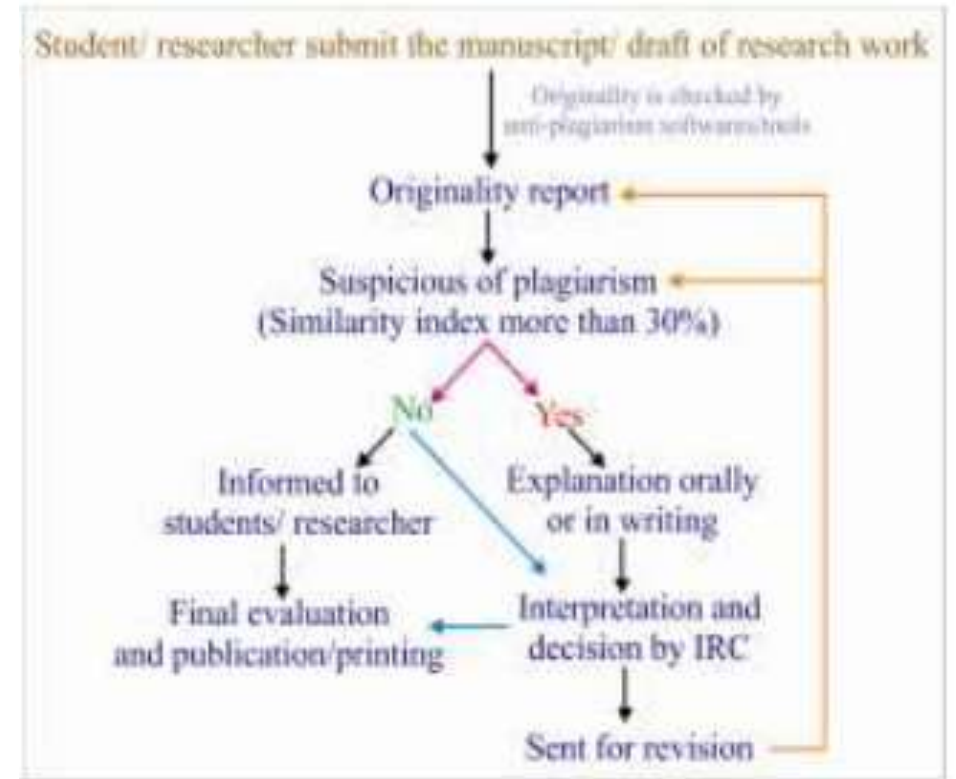 Student/ researcher submit the manuscript/ draft of research work
Originality is checked by
anti-plagiarism softwares/tools
Originality report
Suspicious of plagiarism
(Similarity index more than 30%)
No
Yes
Informed to
students/ researcher
Explanation orally
or in writing
Final evaluation
and publication/printing
Interpretation and
decision by IRC
Sent for revision